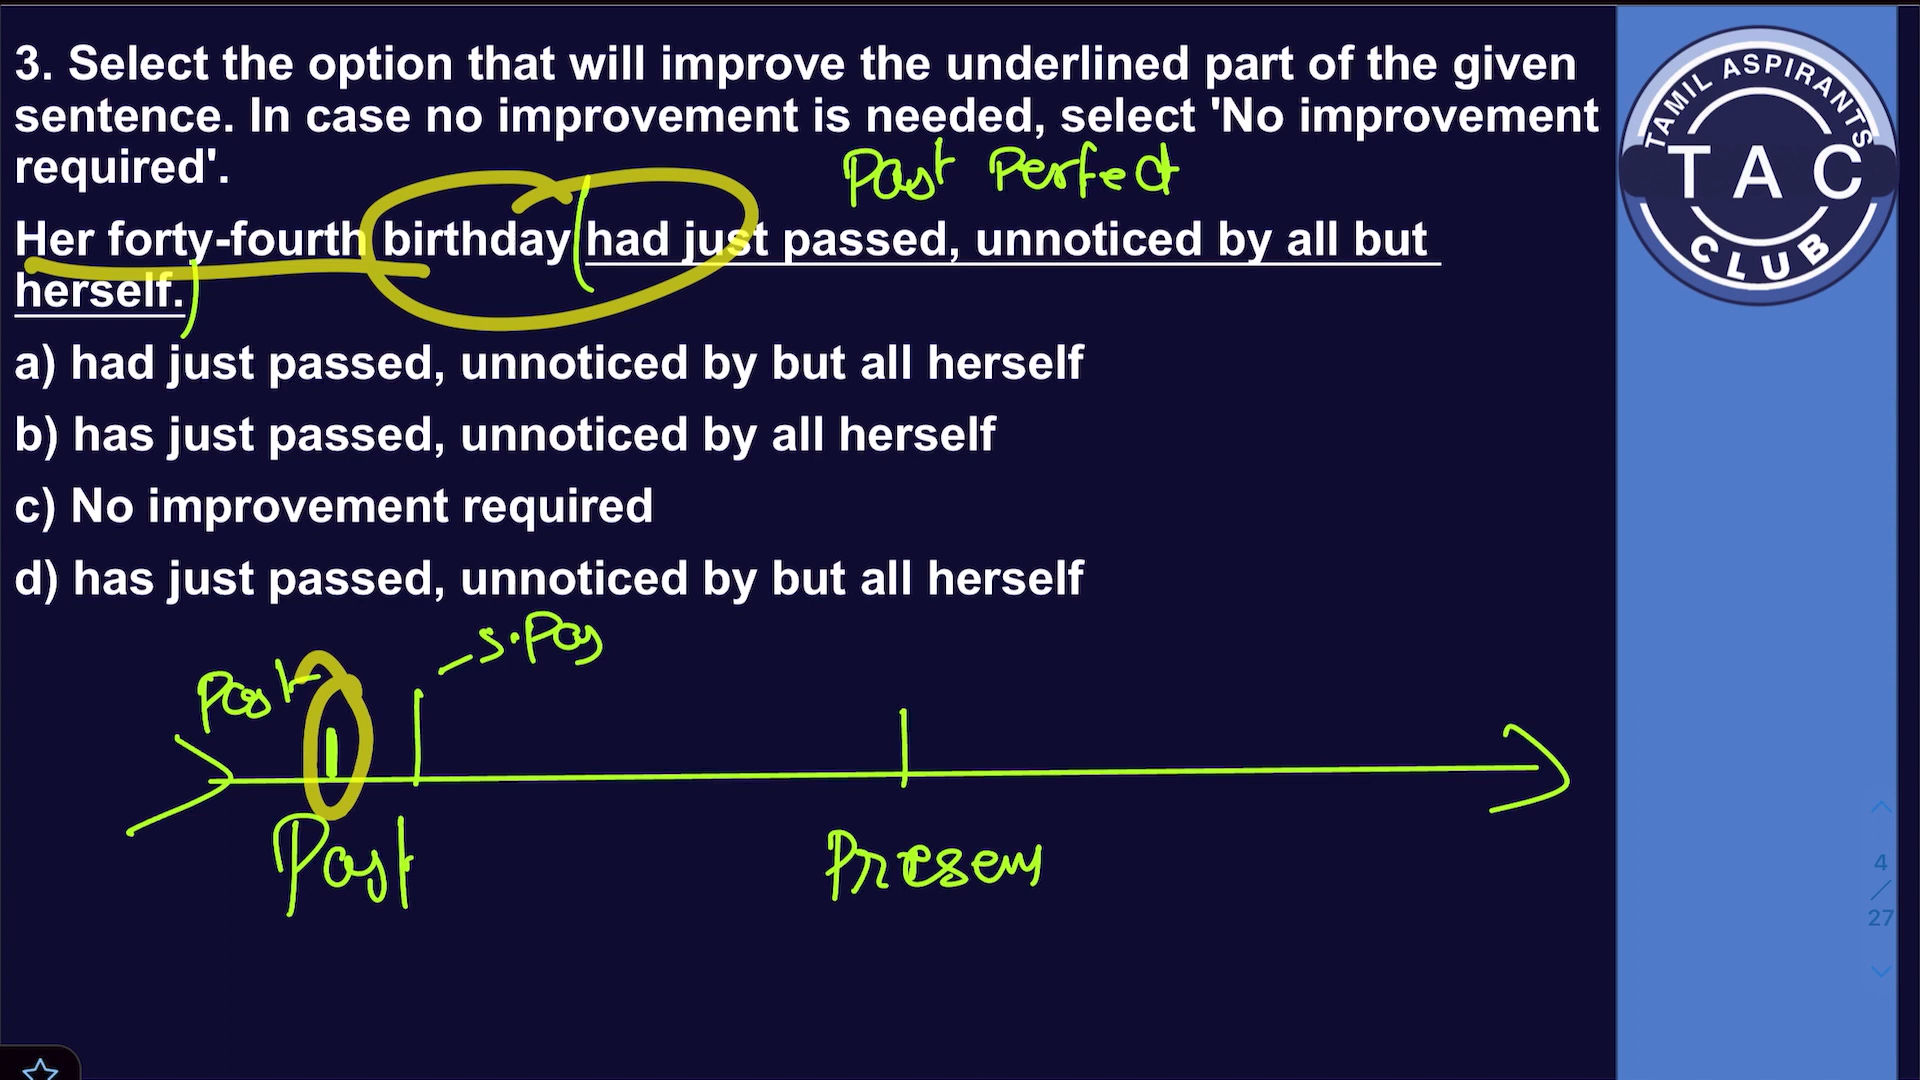 3. Select the option that will improve the underlined part of the given
sentence. In case no improvement is needed, select 'No improvement
required'.
Past Perfect
Her forty-fourth birthday had just passed, unnoticed by all but
herself.
a) had just passed, unnoticed by but all herself
b) has just passed, unnoticed by all herself
c) No improvement required
d) has just passed, unnoticed by but all herself
S.Pas
Past
Past
Presen
TAMIL ASPIRANTS
TAC
CLUB
4
/
27